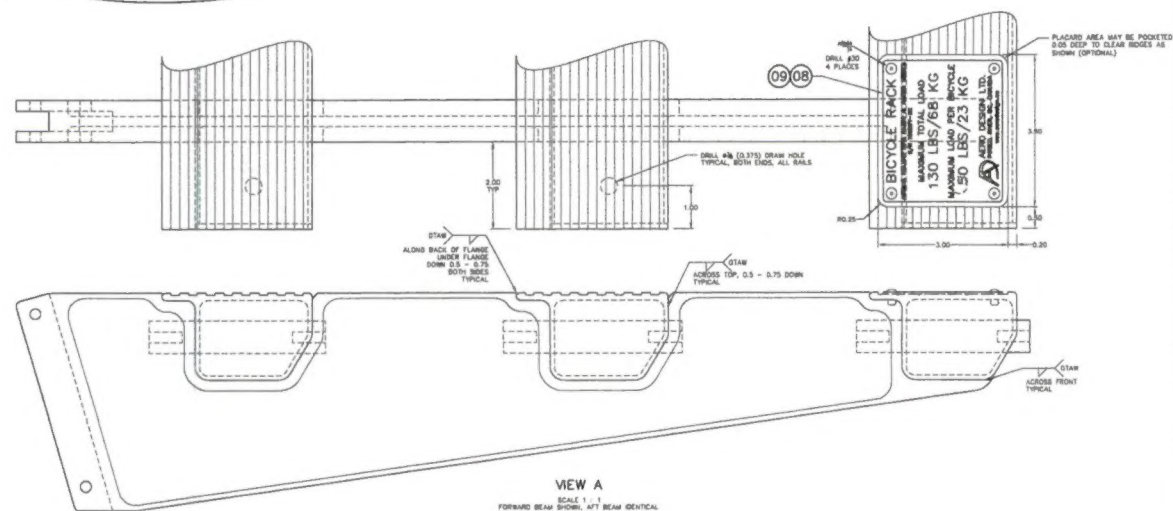 PLACARD AREA MAY BE POCKETED
0.05 DEEP TO CLEAR RIDGES AS
SHOWN (OPTIONAL)
DRILL #30
4 PLACES
09 08
BICYCLE RACK
MAXIMUM TOTAL LOAD
130 LBS/68 KG
MAXIMUM LOAD PER BICYCLE
50 LBS/23 KG
AERO DESIGN LTD.
DRILL (0.375) DRAIN HOLE
TYPICAL, BOTH ENDS, ALL RAILS
2.00
TYP
1.00
R0.25
3.00
0.20
GTAW
ALONG BACK OF FLANGE
UNDER FLANGE
DOWN 0.5 - 0.75
BOTH SIDES
TYPICAL
GTAW
ACROSS TOP, 0.5 - 0.75 DOWN
TYPICAL
GTAW
ACROSS FRONT
TYPICAL
VIEW A
SCALE 1 : 1
FORWARD BEAM SHOWN, AFT BEAM IDENTICAL